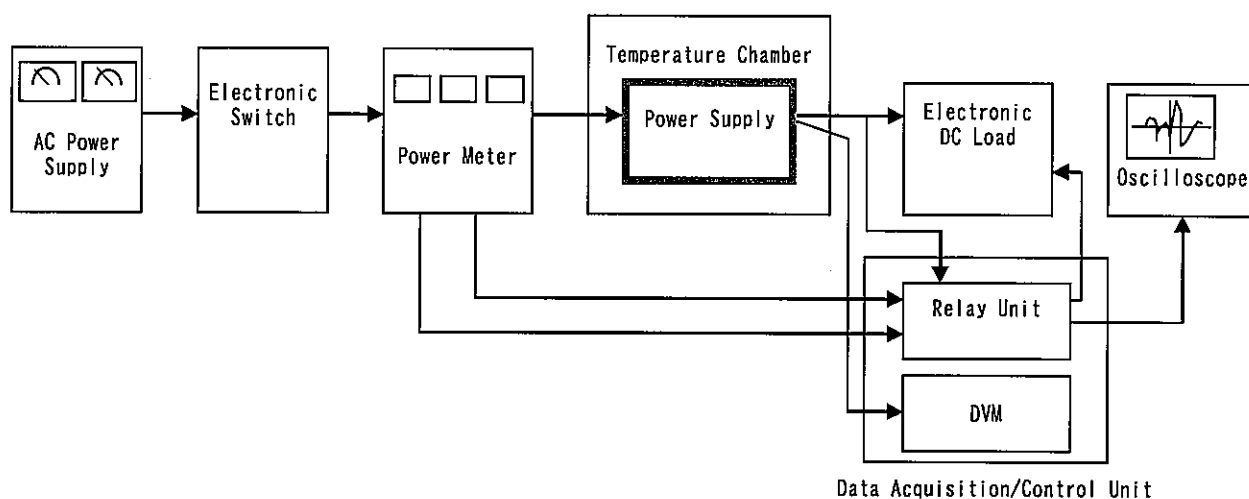 AC Power
Supply
Electronic
Switch
Power Meter
Temperature Chamber
Power Supply
Electronic
DC Load
Oscilloscope
Relay Unit
DVM
Data Acquisition/Control Unit